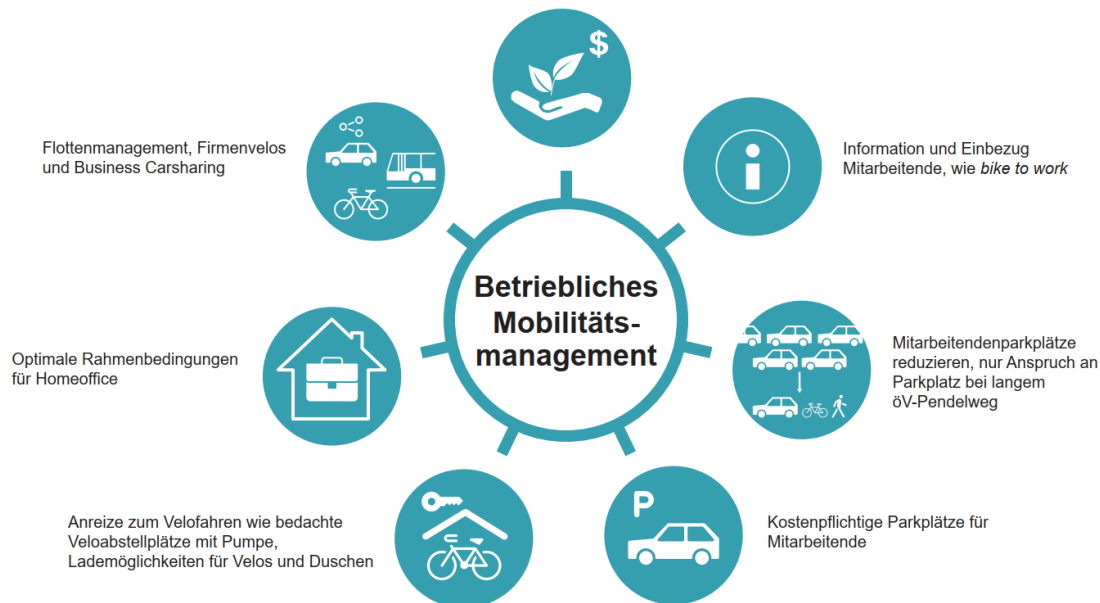 $
Flottenmanagement, Firmenvelos
und Business Carsharing
Information und Einbezug
Mitarbeitende, wie bike to work
Betriebliches
Mobilitäts-
management
Optimale Rahmenbedingungen
für Homeoffice
Mitarbeitendenparkplätze
reduzieren, nur Anspruch an
Parkplatz bei langem
öV-Pendelweg
Anreize zum Velofahren wie bedachte
Veloabstellplätze mit Pumpe,
Lademöglichkeiten für Velos und Duschen
P
Kostenpflichtige Parkplätze für
Mitarbeitende